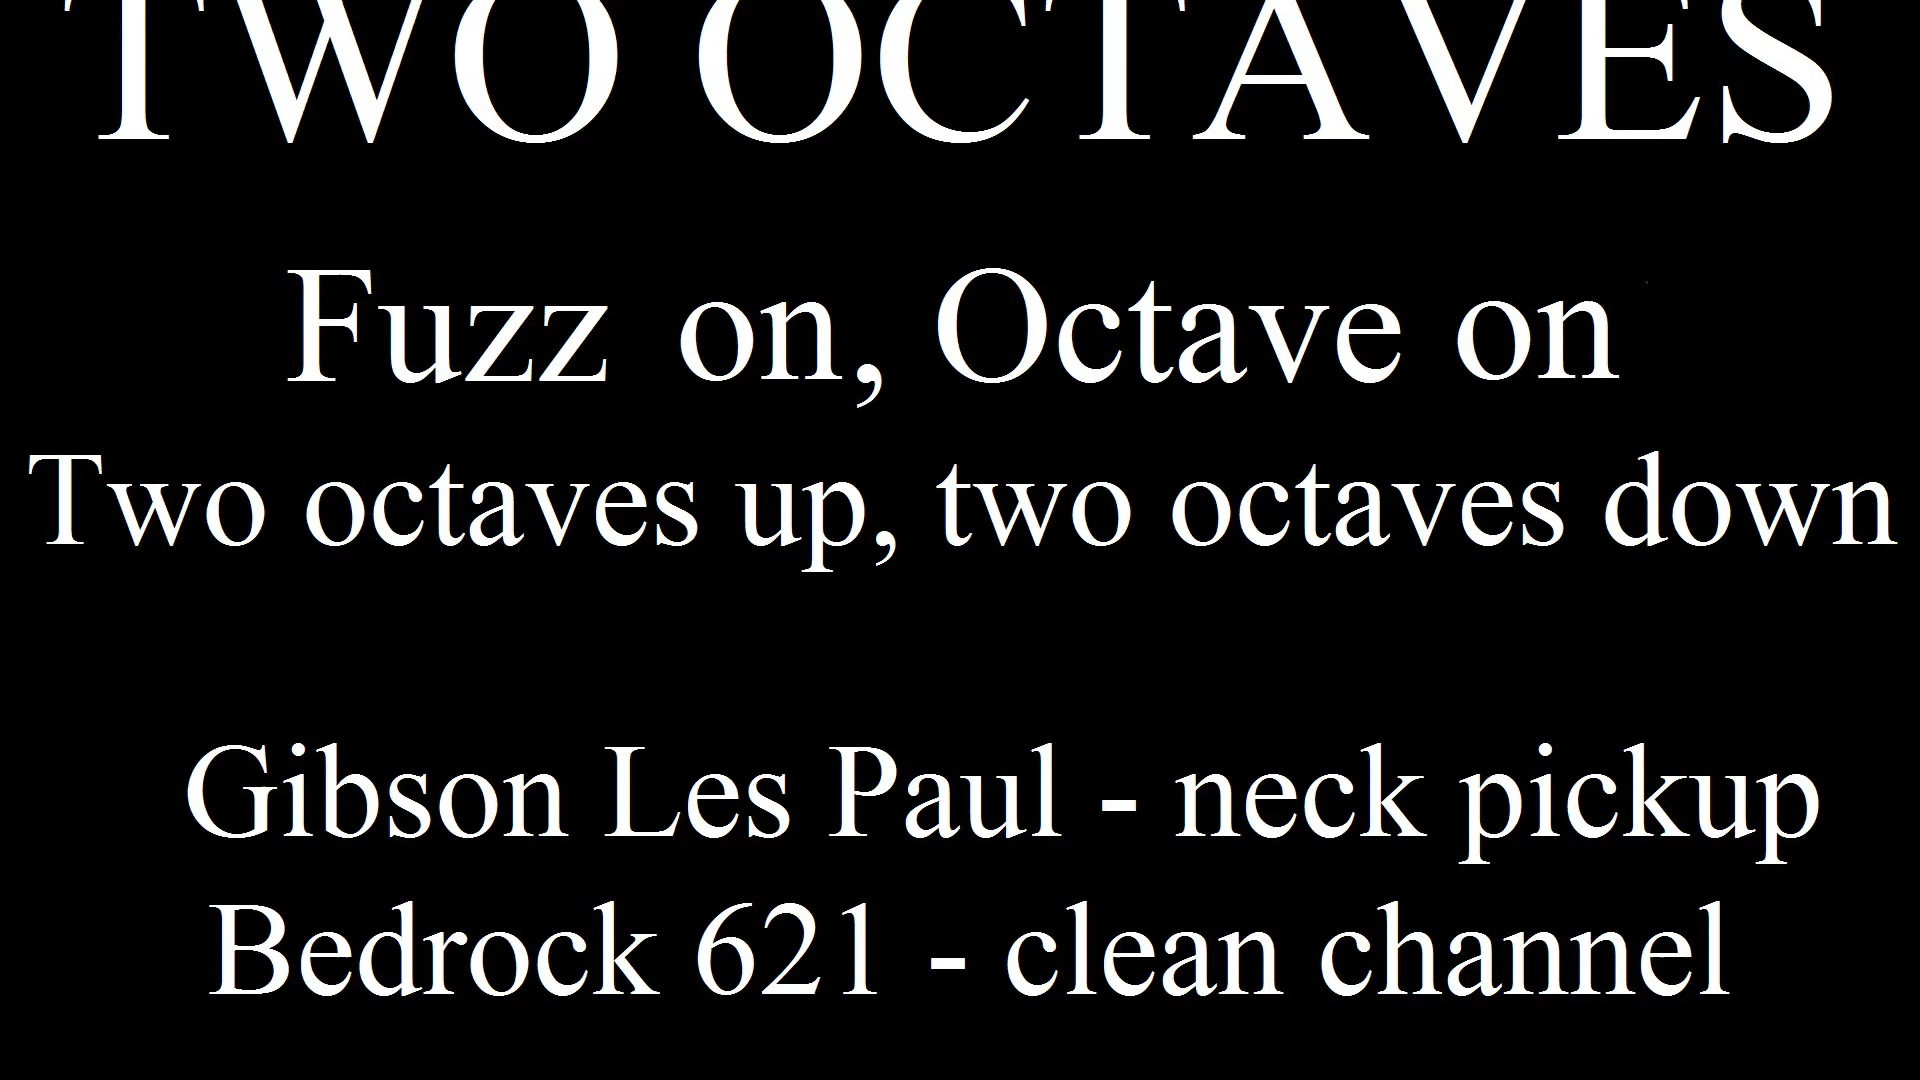 TWO OCTAVES
Fuzz on, Octave on
Two octaves up, two octaves down
Gibson Les Paul - neck pickup
Bedrock 621 - clean channel